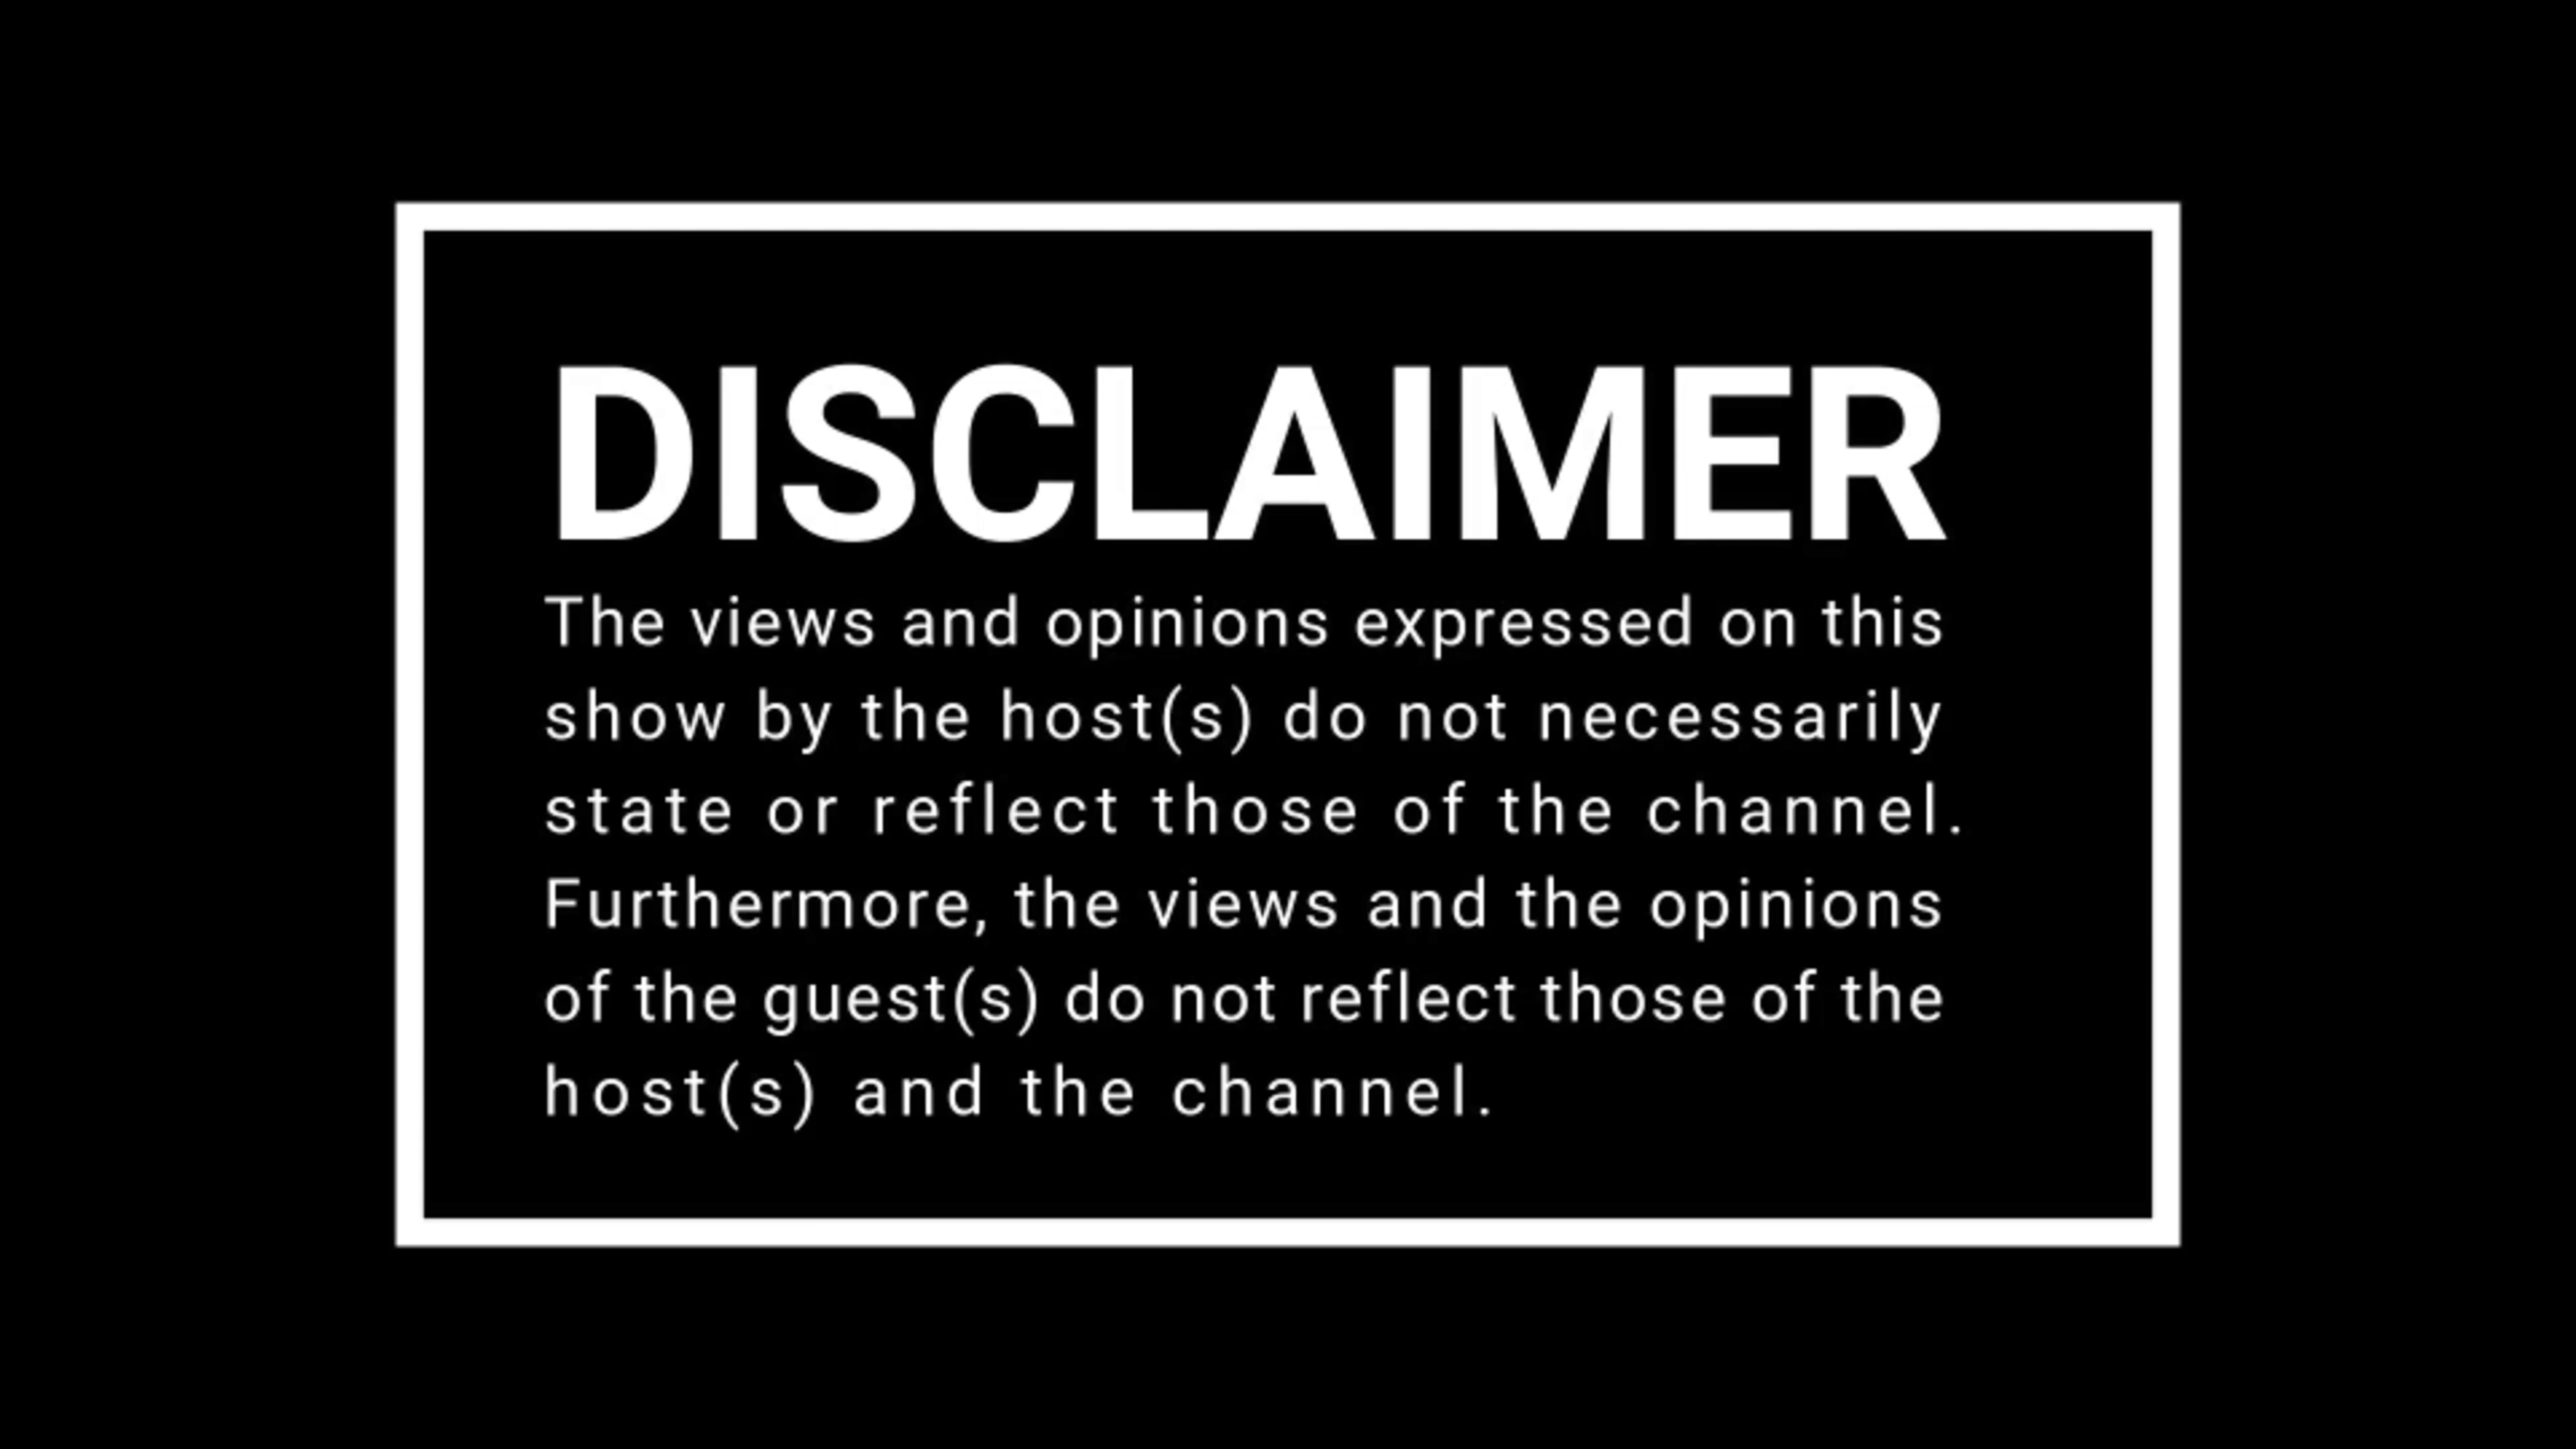 DISCLAIMER
The views and opinions expressed on this
show by the host(s) do not necessarily
state or reflect those of the channel.
Furthermore, the views and the opinions
of the guest(s) do not reflect those of the
host(s) and the channel.